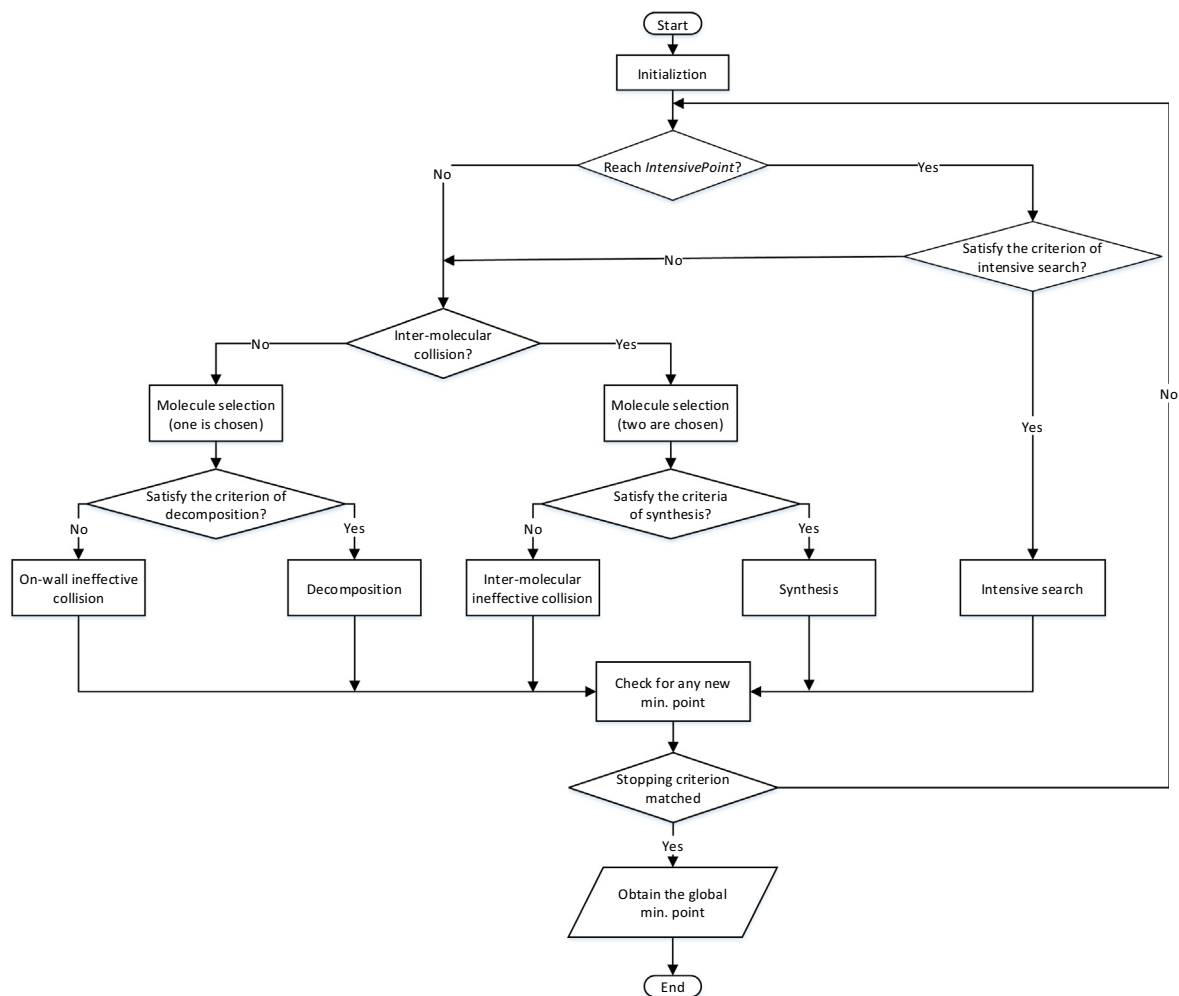 Start
Initializtion
Reach IntensivePoint?
No
Yes
Satisfy the criterion of
intensive search?
No
Inter-molecular
collision?
No
Yes
Molecule selection
(one is chosen)
Molecule selection
(two are chosen)
No
Yes
Satisfy the criterion of
decomposition?
Satisfy the criteria
of synthesis?
No
Yes
No
Yes
On-wall ineffective
collision
Decomposition
Inter-molecular
ineffective collision
Synthesis
Intensive search
Check for any new
min. point
Stopping criterion
matched
Yes
Obtain the global
min. point
End